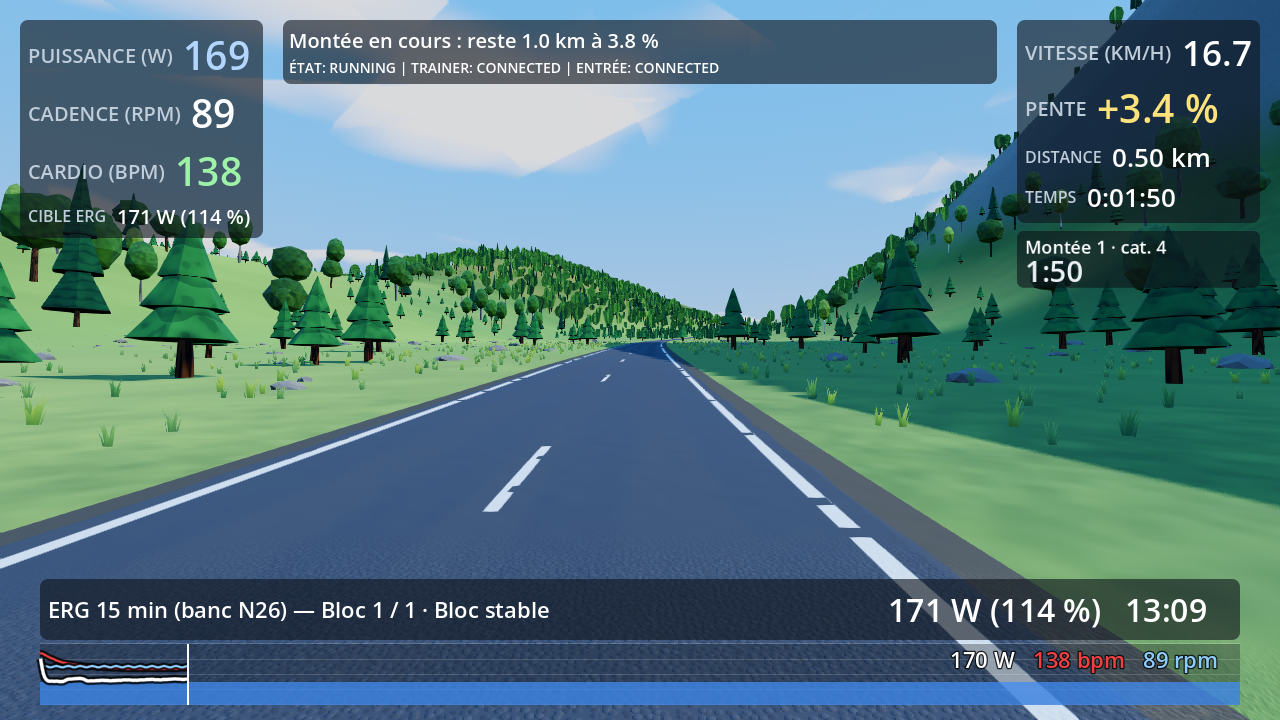 PUISSANCE (W) 169
CADENCE (RPM) 89
CARDIO (BPM) 138
CIBLE ERG 171 W (114 %)
Montée en cours : reste 1.0 km à 3.8 %
ÉTAT: RUNNING | TRAINER: CONNECTED | ENTRÉE: CONNECTED
VITESSE (KM/H) 16.7
PENTE +3.4 %
DISTANCE 0.50 km
TEMPS 0:01:50
Montée 1 · cat. 4
1:50
ERG 15 min (banc N26) — Bloc 1 / 1 · Bloc stable 171 W (114 %) 13:09
170 W 138 bpm 89 rpm